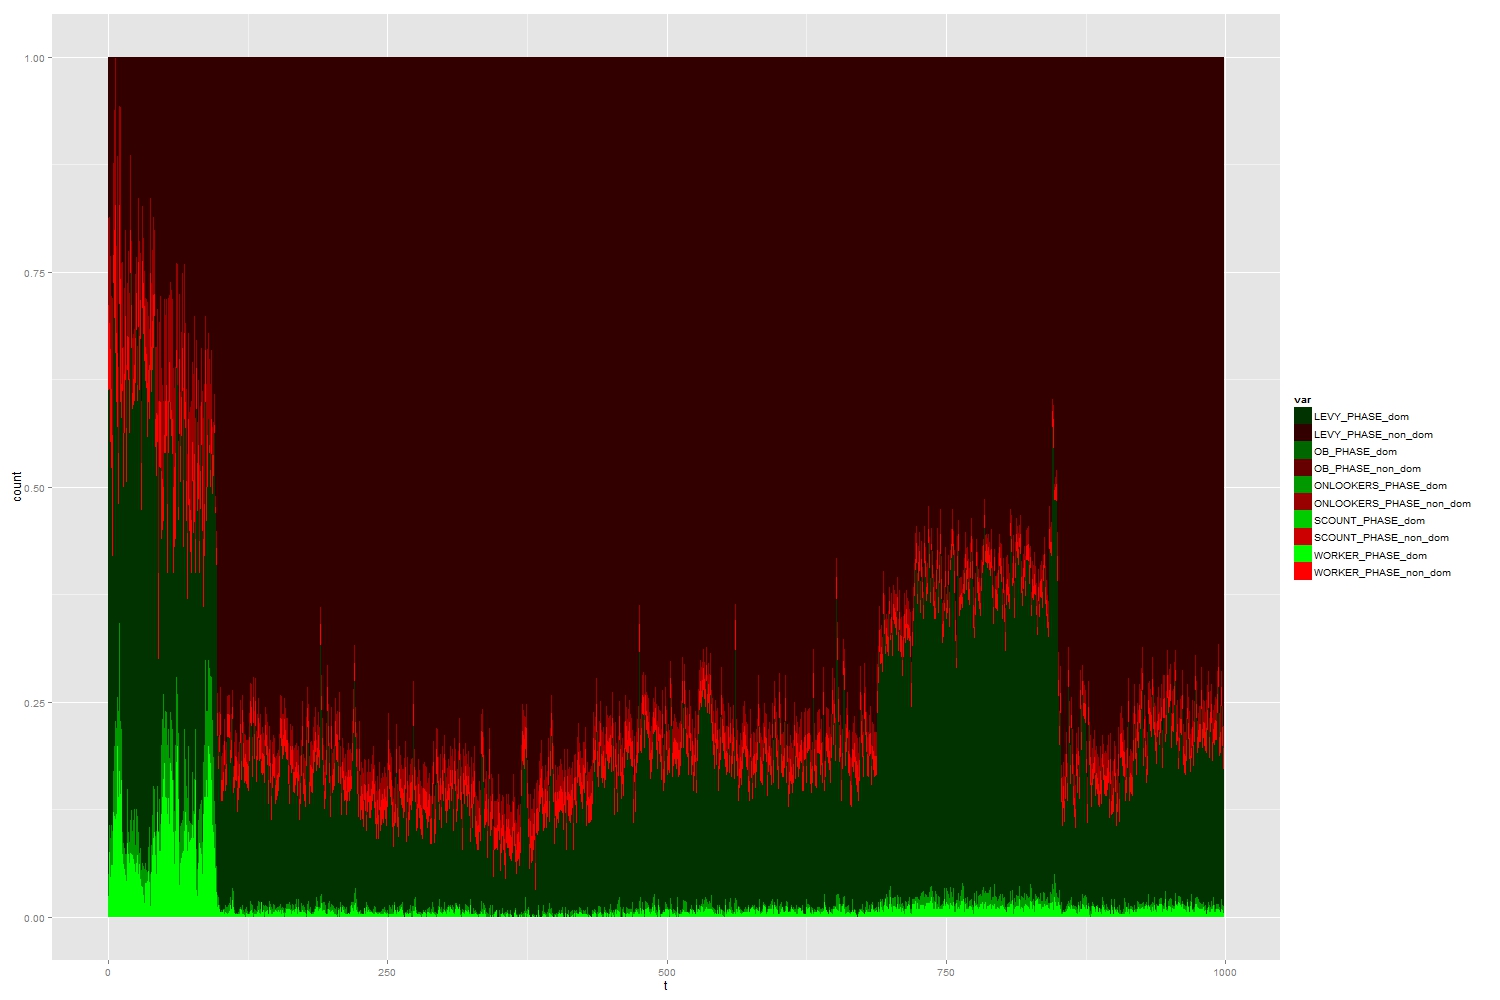 1.00
0.75
0.50
0.25
0.00
count
0
250
500
750
1000
t
var
LEVY_PHASE_dom
LEVY_PHASE_non_dom
OB_PHASE_dom
OB_PHASE_non_dom
ONLOOKERS_PHASE_dom
ONLOOKERS_PHASE_non_dom
SCOUNT_PHASE_dom
SCOUNT_PHASE_non_dom
WORKER_PHASE_dom
WORKER_PHASE_non_dom